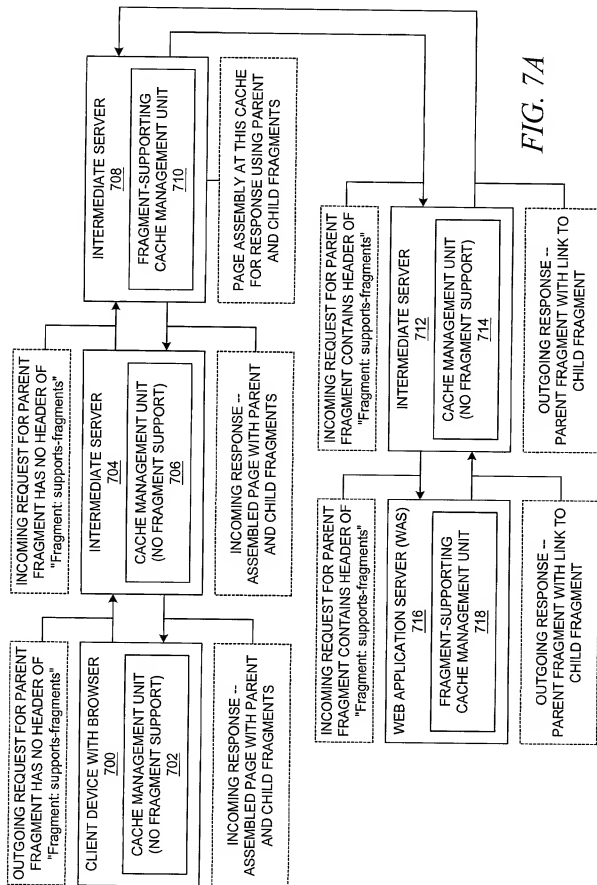 OUTGOING REQUEST FOR PARENT
FRAGMENT HAS NO HEADER OF
"Fragment: supports-fragments"
CLIENT DEVICE WITH BROWSER
700
CACHE MANAGEMENT UNIT
(NO FRAGMENT SUPPORT)
702
INCOMING RESPONSE --
ASSEMBLED PAGE WITH PARENT
AND CHILD FRAGMENTS
INCOMING REQUEST FOR PARENT
FRAGMENT HAS NO HEADER OF
"Fragment: supports-fragments"
INTERMEDIATE SERVER
704
CACHE MANAGEMENT UNIT
(NO FRAGMENT SUPPORT)
706
INCOMING RESPONSE --
ASSEMBLED PAGE WITH PARENT
AND CHILD FRAGMENTS
INTERMEDIATE SERVER
708
FRAGMENT-SUPPORTING
CACHE MANAGEMENT UNIT
710
PAGE ASSEMBLY AT THIS CACHE
FOR RESPONSE USING PARENT
AND CHILD FRAGMENTS
INCOMING REQUEST FOR PARENT
FRAGMENT CONTAINS HEADER OF
"Fragment: supports-fragments"
WEB APPLICATION SERVER (WAS)
716
FRAGMENT-SUPPORTING
CACHE MANAGEMENT UNIT
718
OUTGOING RESPONSE --
PARENT FRAGMENT WITH LINK TO
CHILD FRAGMENT
INCOMING REQUEST FOR PARENT
FRAGMENT CONTAINS HEADER OF
"Fragment: supports-fragments"
INTERMEDIATE SERVER
712
CACHE MANAGEMENT UNIT
(NO FRAGMENT SUPPORT)
714
OUTGOING RESPONSE --
PARENT FRAGMENT WITH LINK TO
CHILD FRAGMENT
FIG. 7A